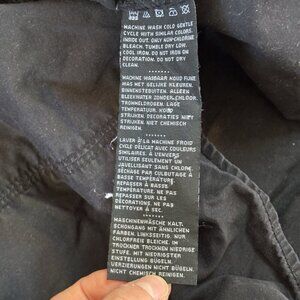 MACHINE WASH COLD GENTLE
CYCLE WITH SIMILAR COLORS.
INSIDE OUT. ONLY NON-CHLORINE
BLEACH. TUMBLE DRY LOW.
COOL IRON. DO NOT IRON ON
DECORATION. DO NOT DRY
CLEAN.
MACHINE WASBAAR KOUD FIJNE
WAS MET GELIJKE KLEUREN.
BINNENSTEBUITEN. ALLEEN
BLEEKWATER ZONDER CHLOOR.
TROMMELDROGEN. LAGE
TEMPERATUUR. KOUD
STRIJKEN. DECORATIES NIET
STRIJKEN. NIET CHEMISCH
REINIGEN.
LAVER À LA MACHINE FROID
CYCLE DÉLICAT AVEC COULEURS
SIMILAIRES. À L'ENVERS
UTILISER SEULEMENT UN
JAVELLISANT SANS CHLORE.
SÉCHAGE PAR CULBUTAGE À
BASSE TEMPÉRATURE.
REPASSER À BASSE
TEMPÉRATURE. NE PAS
REPASSER SUR LES
DÉCORATIONS. NE PAS
NETTOYER À SEC.
MASCHINENWÄSCHE KALT.
SCHONGANG MIT ÄHNLICHEN
FARBEN. LINKSSEITIG. NUR
CHLORFREIE BLEICHE. IM
TROCKNER TROCKNEN NIEDRIGE
STUFE. MIT NIEDRIGSTER
EINSTELLUNG BÜGELN.
VERZIERUNGEN NICHT BÜGELN.
NICHT CHEMISCH REINIGEN.